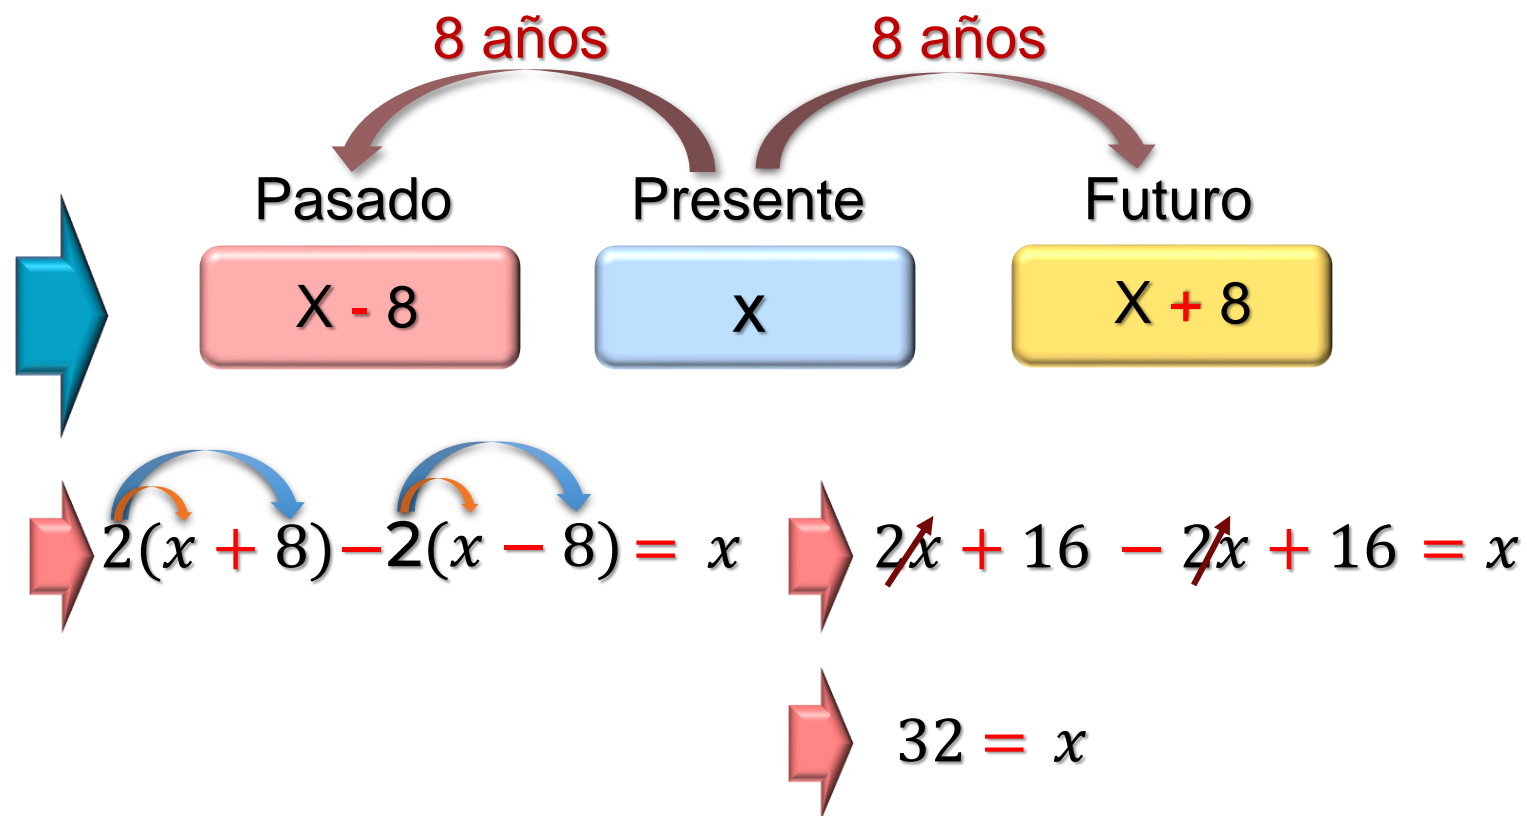 8 años 8 años
Pasado Presente Futuro
X - 8 x X + 8
2(x + 8)−2(x − 8) = x 2x + 16 − 2x + 16 = x
32 = x